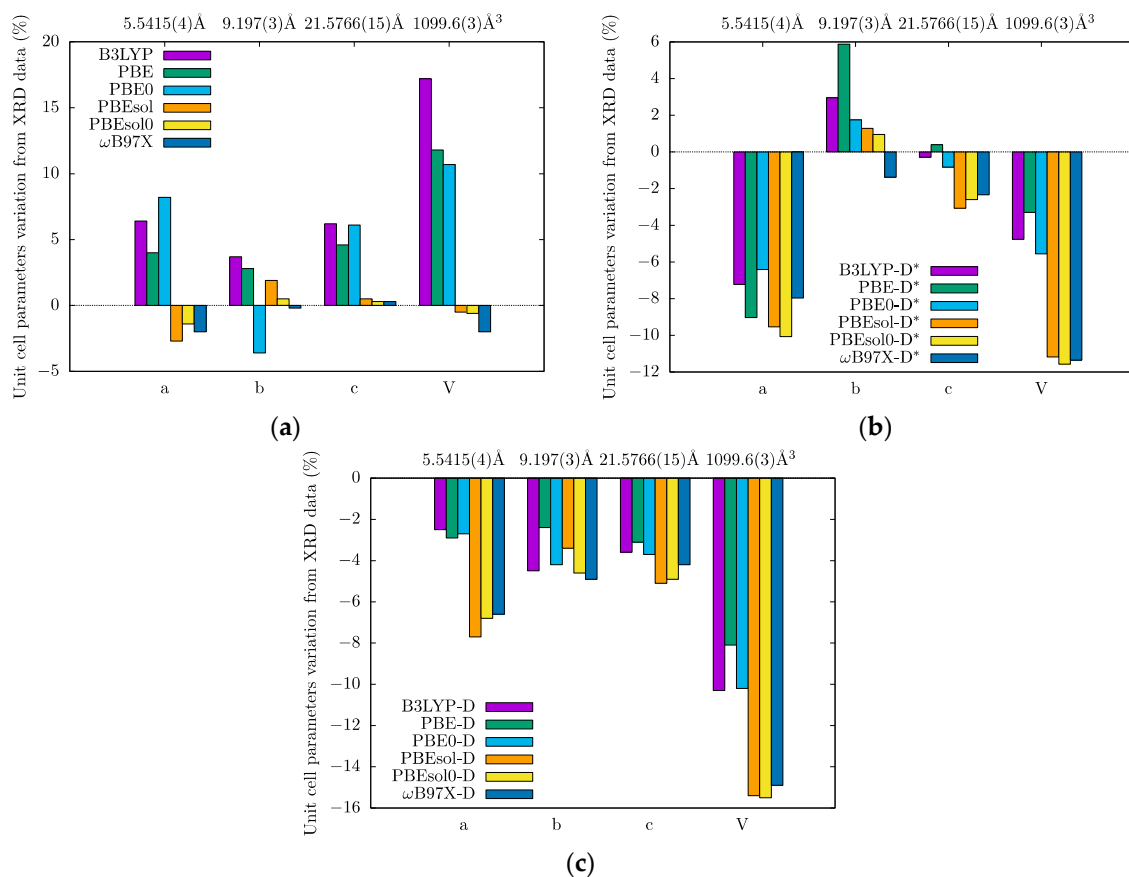 5.5415(4)Å 9.197(3)Å 21.5766(15)Å 1099.6(3)Å³
Unit cell parameters variation from XRD data (%)
20
15
10
5
0
−5
B3LYP
PBE
PBE0
PBEsol
PBEsol0
ωB97X
a b c V
(a)
5.5415(4)Å 9.197(3)Å 21.5766(15)Å 1099.6(3)Å³
Unit cell parameters variation from XRD data (%)
6
4
2
0
−2
−4
−6
−8
−10
−12
B3LYP-D*
PBE-D*
PBE0-D*
PBEsol-D*
PBEsol0-D*
ωB97X-D*
a b c V
(b)
5.5415(4)Å 9.197(3)Å 21.5766(15)Å 1099.6(3)Å³
Unit cell parameters variation from XRD data (%)
0
−2
−4
−6
−8
−10
−12
−14
−16
B3LYP-D
PBE-D
PBE0-D
PBEsol-D
PBEsol0-D
ωB97X-D
a b c V
(c)